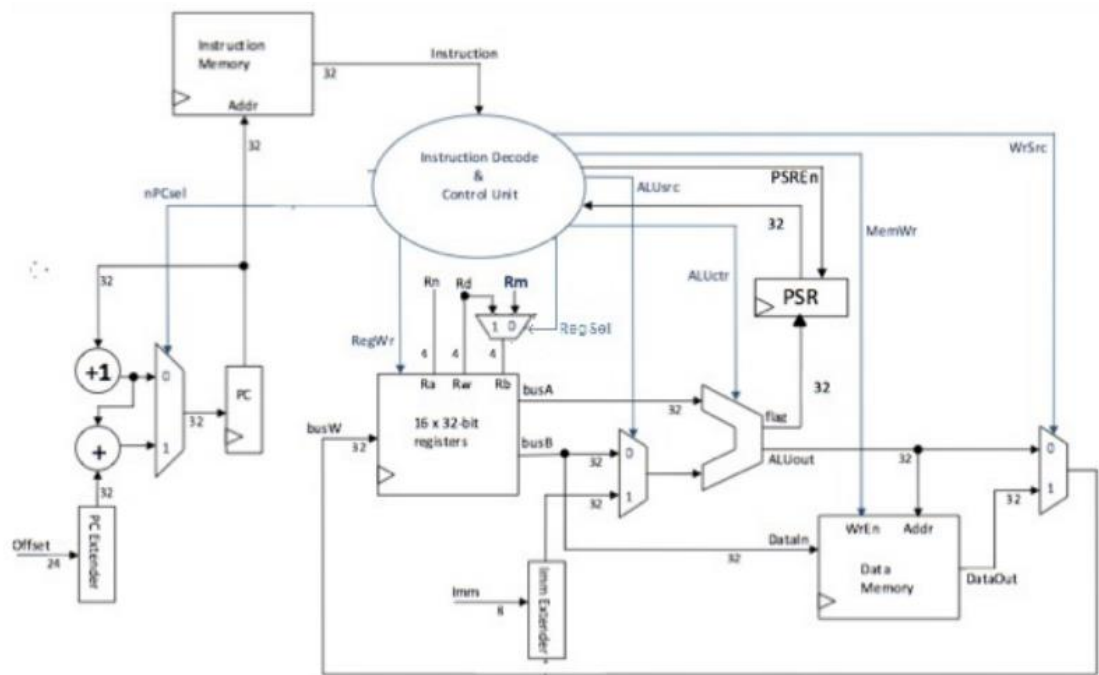 Instruction
Memory
Addr
32
Instruction
32
Instruction Decode
&
Control Unit
nPCsel
WrSrc
PSREn
ALUsrc
32
MemWr
ALUctr
PSR
32
Rn
Rd
Rm
1 0
RegSel
RegWr
4
4
4
Ra
Rw
Rb
+1
0
PC
32
+
1
32
Offset
24
PC Extender
busW
32
16 x 32-bit
registers
busA
32
busB
32
0
32
1
flag
32
ALUout
32
0
32
1
DataIn
32
WrEn
Addr
Data
Memory
DataOut
Imm
8
Imm Extender